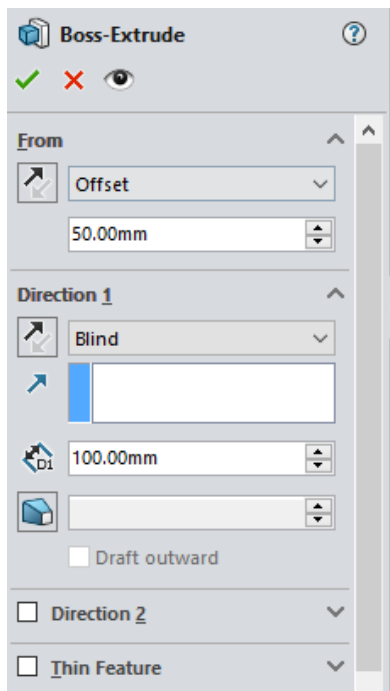 Boss-Extrude
From
Offset
50.00mm
Direction 1
Blind
D1
100.00mm
Draft outward
Direction 2
Thin Feature